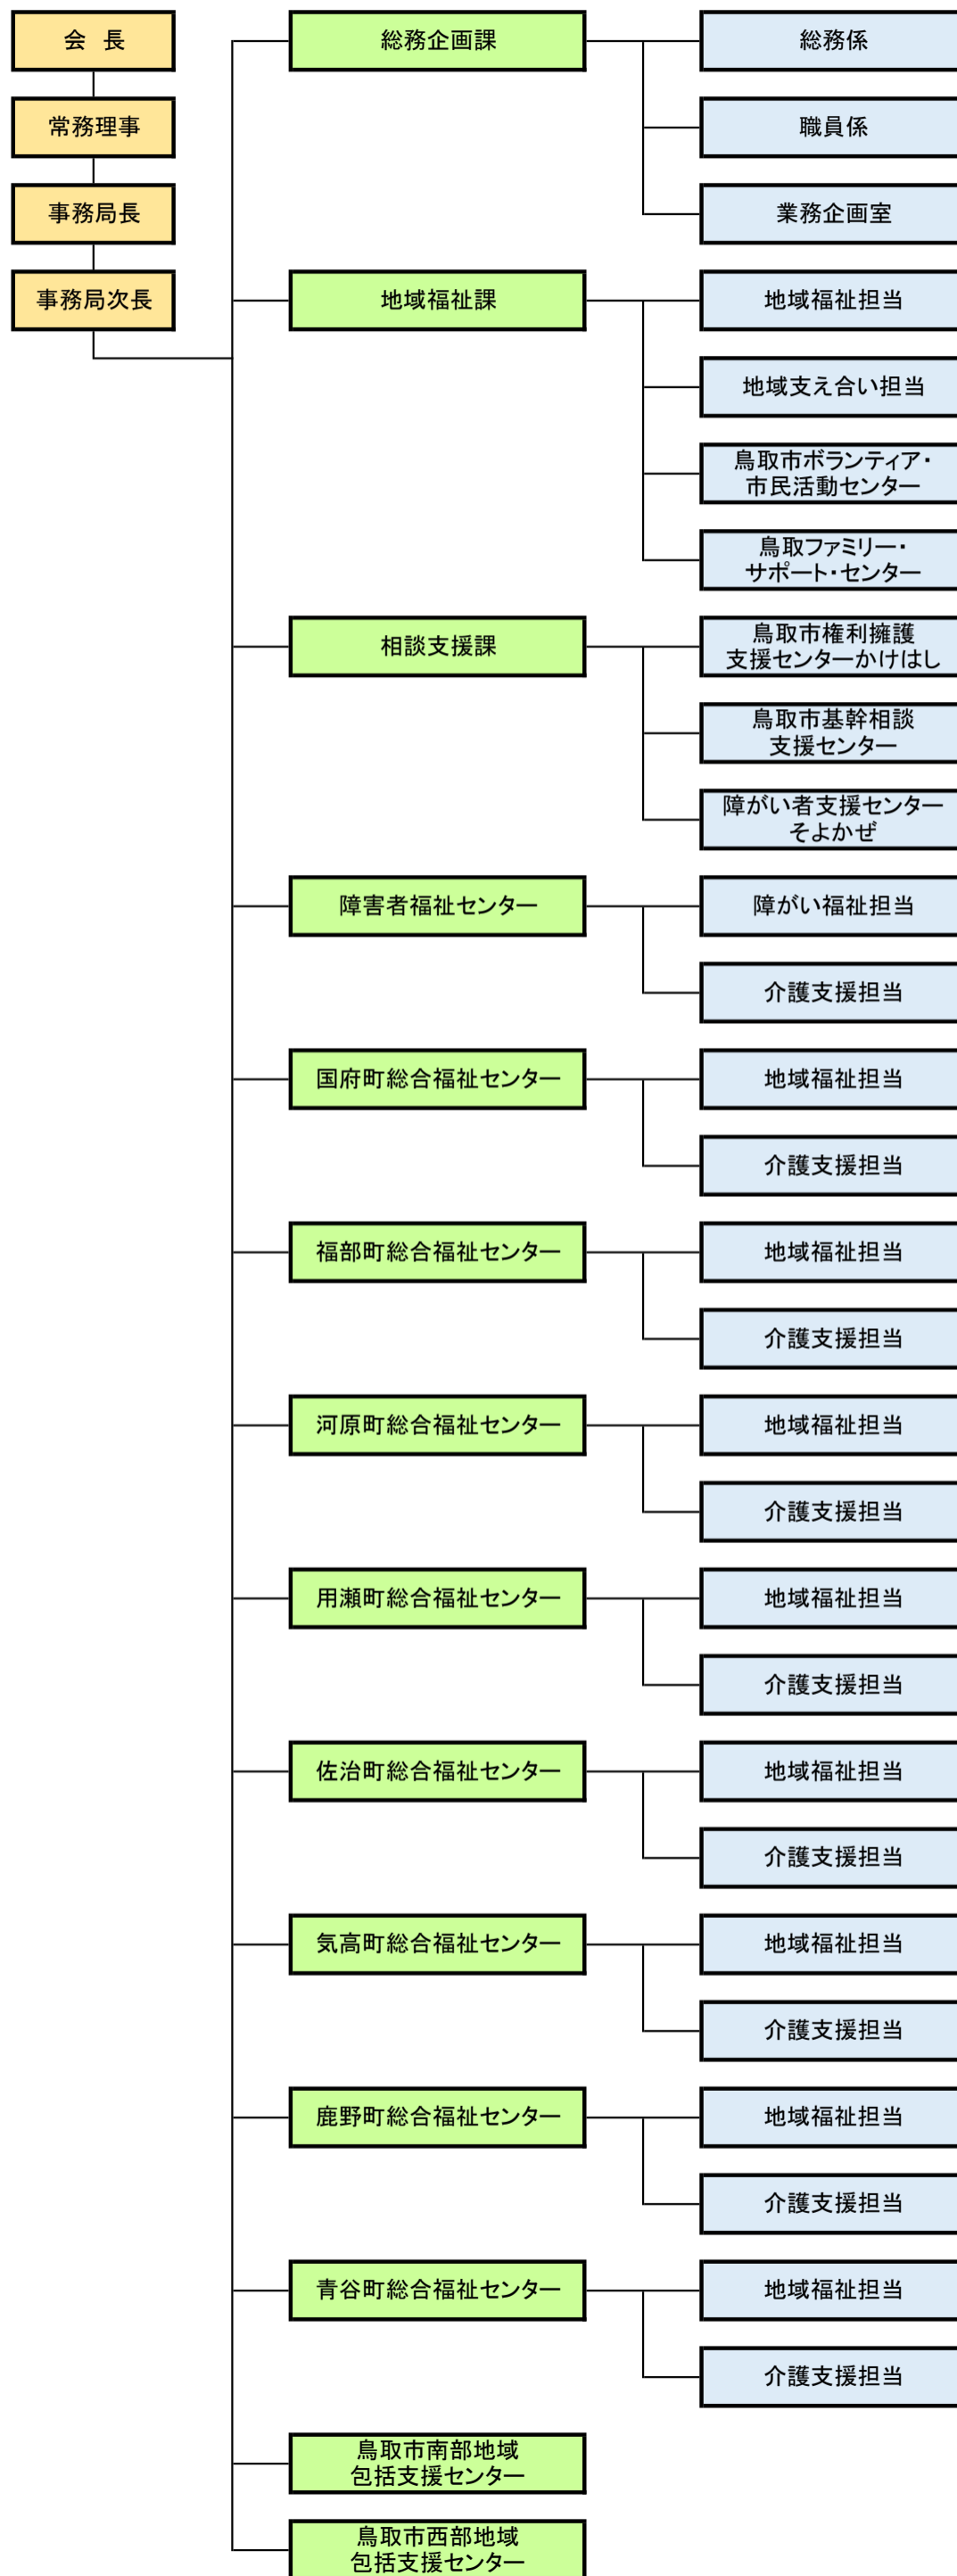 会　長
常務理事
事務局長
事務局次長
総務企画課
総務係
職員係
業務企画室
地域福祉課
地域福祉担当
地域支え合い担当
鳥取市ボランティア・
市民活動センター
鳥取ファミリー・
サポート・センター
相談支援課
鳥取市権利擁護
支援センターかけはし
鳥取市基幹相談
支援センター
障がい者支援センター
そよかぜ
障害者福祉センター
障がい福祉担当
介護支援担当
国府町総合福祉センター
地域福祉担当
介護支援担当
福部町総合福祉センター
地域福祉担当
介護支援担当
河原町総合福祉センター
地域福祉担当
介護支援担当
用瀬町総合福祉センター
地域福祉担当
介護支援担当
佐治町総合福祉センター
地域福祉担当
介護支援担当
気高町総合福祉センター
地域福祉担当
介護支援担当
鹿野町総合福祉センター
地域福祉担当
介護支援担当
青谷町総合福祉センター
地域福祉担当
介護支援担当
鳥取市南部地域
包括支援センター
鳥取市西部地域
包括支援センター